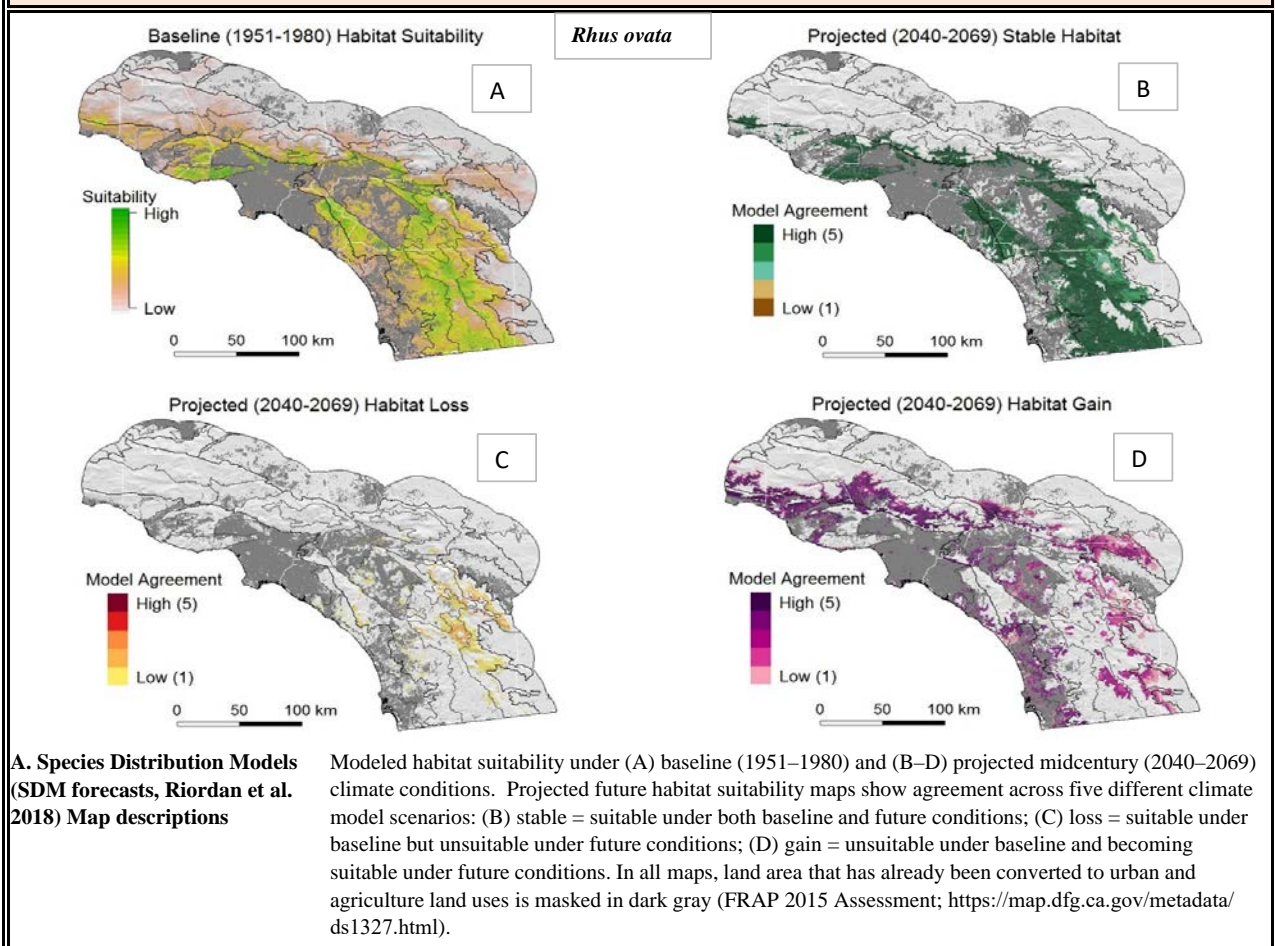 Rhus ovata
Baseline (1951-1980) Habitat Suitability
A
Suitability
High
Low
0 50 100 km
Projected (2040-2069) Stable Habitat
B
Model Agreement
High (5)
Low (1)
0 50 100 km
Projected (2040-2069) Habitat Loss
C
Model Agreement
High (5)
Low (1)
0 50 100 km
Projected (2040-2069) Habitat Gain
D
Model Agreement
High (5)
Low (1)
0 50 100 km
A. Species Distribution Models
(SDM forecasts, Riordan et al.
2018) Map descriptions
Modeled habitat suitability under (A) baseline (1951–1980) and (B–D) projected midcentury (2040–2069)
climate conditions. Projected future habitat suitability maps show agreement across five different climate
model scenarios: (B) stable = suitable under both baseline and future conditions; (C) loss = suitable under
baseline but unsuitable under future conditions; (D) gain = unsuitable under baseline and becoming
suitable under future conditions. In all maps, land area that has already been converted to urban and
agriculture land uses is masked in dark gray (FRAP 2015 Assessment; https://map.dfg.ca.gov/metadata/
ds1327.html).